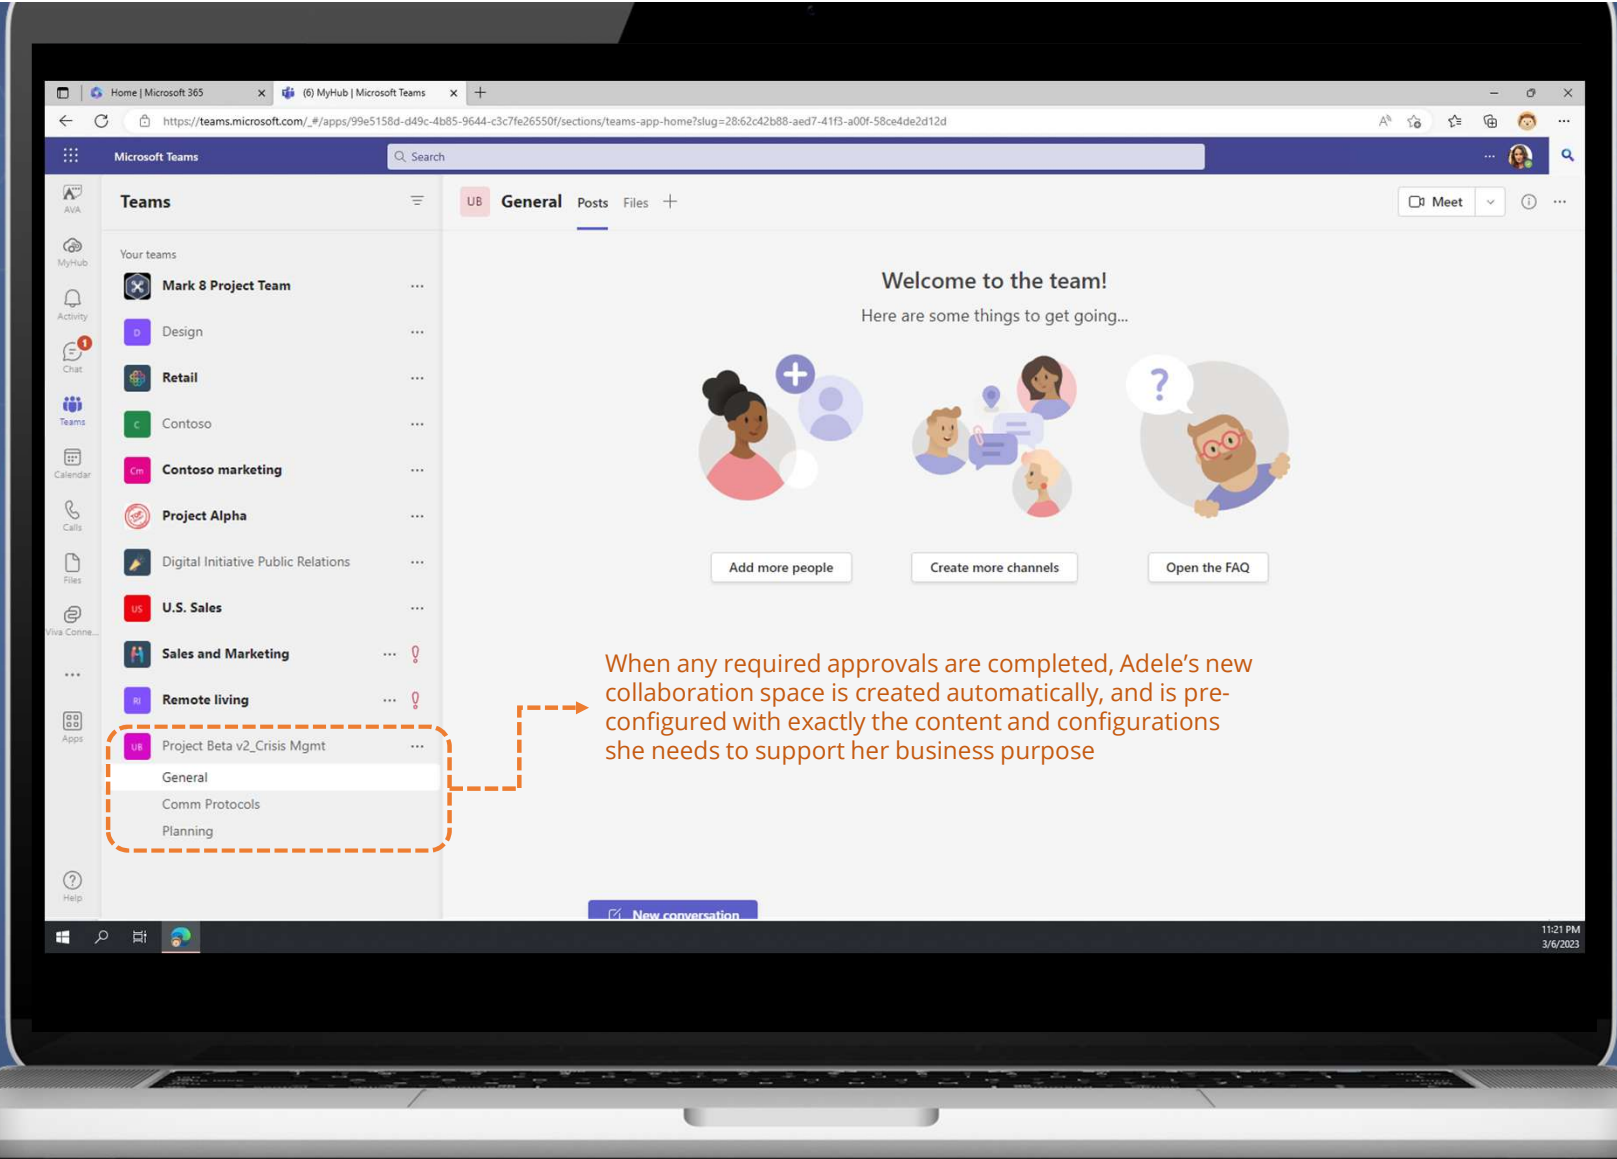 Home | Microsoft 365
(6) MyHub | Microsoft Teams
https://teams.microsoft.com/_#/apps/99e5158d-d49c-4b85-9644-c3c7fe26550f/sections/teams-app-home?slug=28:62c42b88-aed7-41f3-a00f-58ce4de2d12d
Microsoft Teams
Search
AVA
MyHub
Activity
1
Chat
Teams
Calendar
Calls
Files
Viva Conne...
Apps
Help
Teams
Your teams
Mark 8 Project Team
D Design
Retail
C Contoso
Cm Contoso marketing
Project Alpha
Digital Initiative Public Relations
US U.S. Sales
Sales and Marketing
Rl Remote living
UB Project Beta v2_Crisis Mgmt
General
Comm Protocols
Planning
UB General Posts Files
Meet
Welcome to the team!
Here are some things to get going...
Add more people
Create more channels
Open the FAQ
When any required approvals are completed, Adele’s new
collaboration space is created automatically, and is pre-
configured with exactly the content and configurations
she needs to support her business purpose
New conversation
11:21 PM
3/6/2023